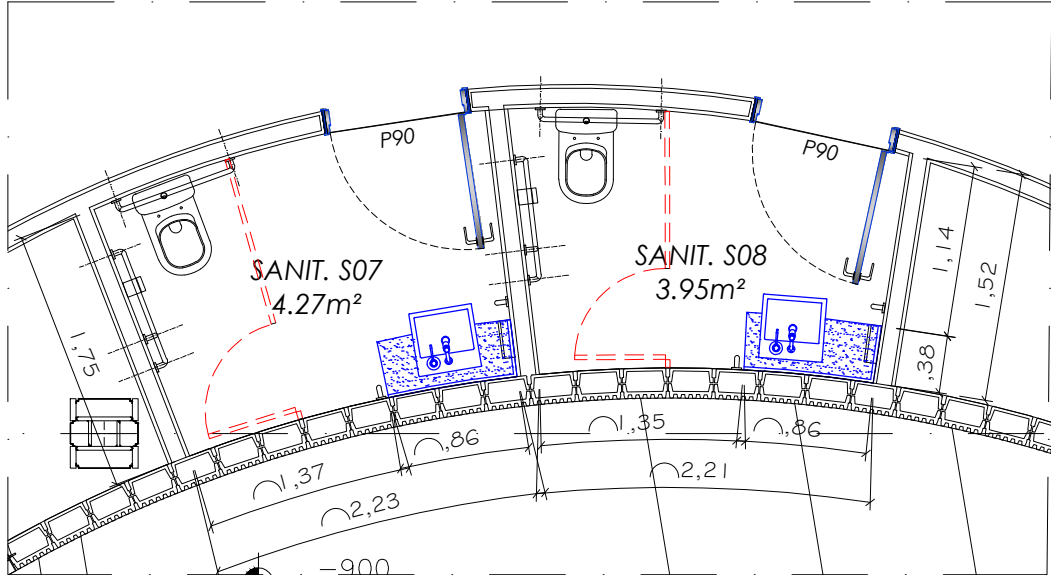 P90
P90
SANIT. S07
4.27m²
SANIT. S08
3.95m²
1,14
1,52
,38
1,75
,86
1,35
,86
1,37
2,23
2,21
-900